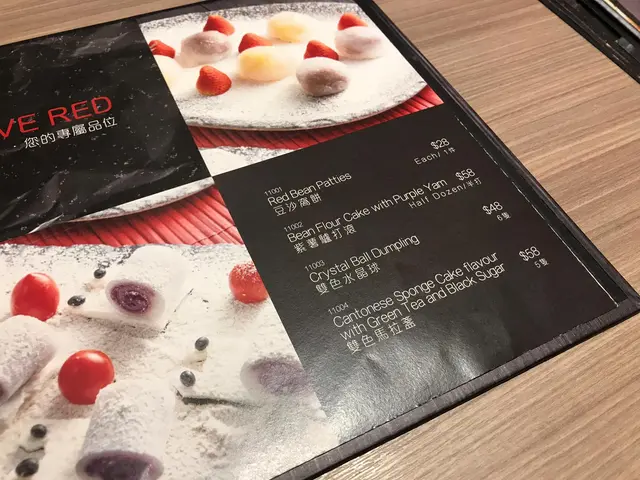 VE RED
· 您的專屬品位
11001
Red Bean Patties $28
豆沙窩餅 Each/1件
11002
Bean Flour Cake with Purple Yam $58
紫薯驢打滾 Half Dozen/半打
11003
Crystal Ball Dumpling $48
雙色水晶球 6隻
11004
Cantonese Sponge Cake flavour $58
with Green Tea and Black Sugar 6隻
雙色馬拉盞